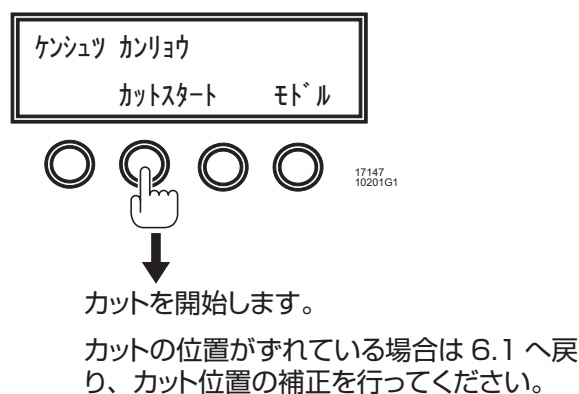 ケンシュツ カンリョウ
カットスタート モドル
17147
10201G1
カットを開始します。
カットの位置がずれている場合は 6.1 へ戻
り、カット位置の補正を行ってください。